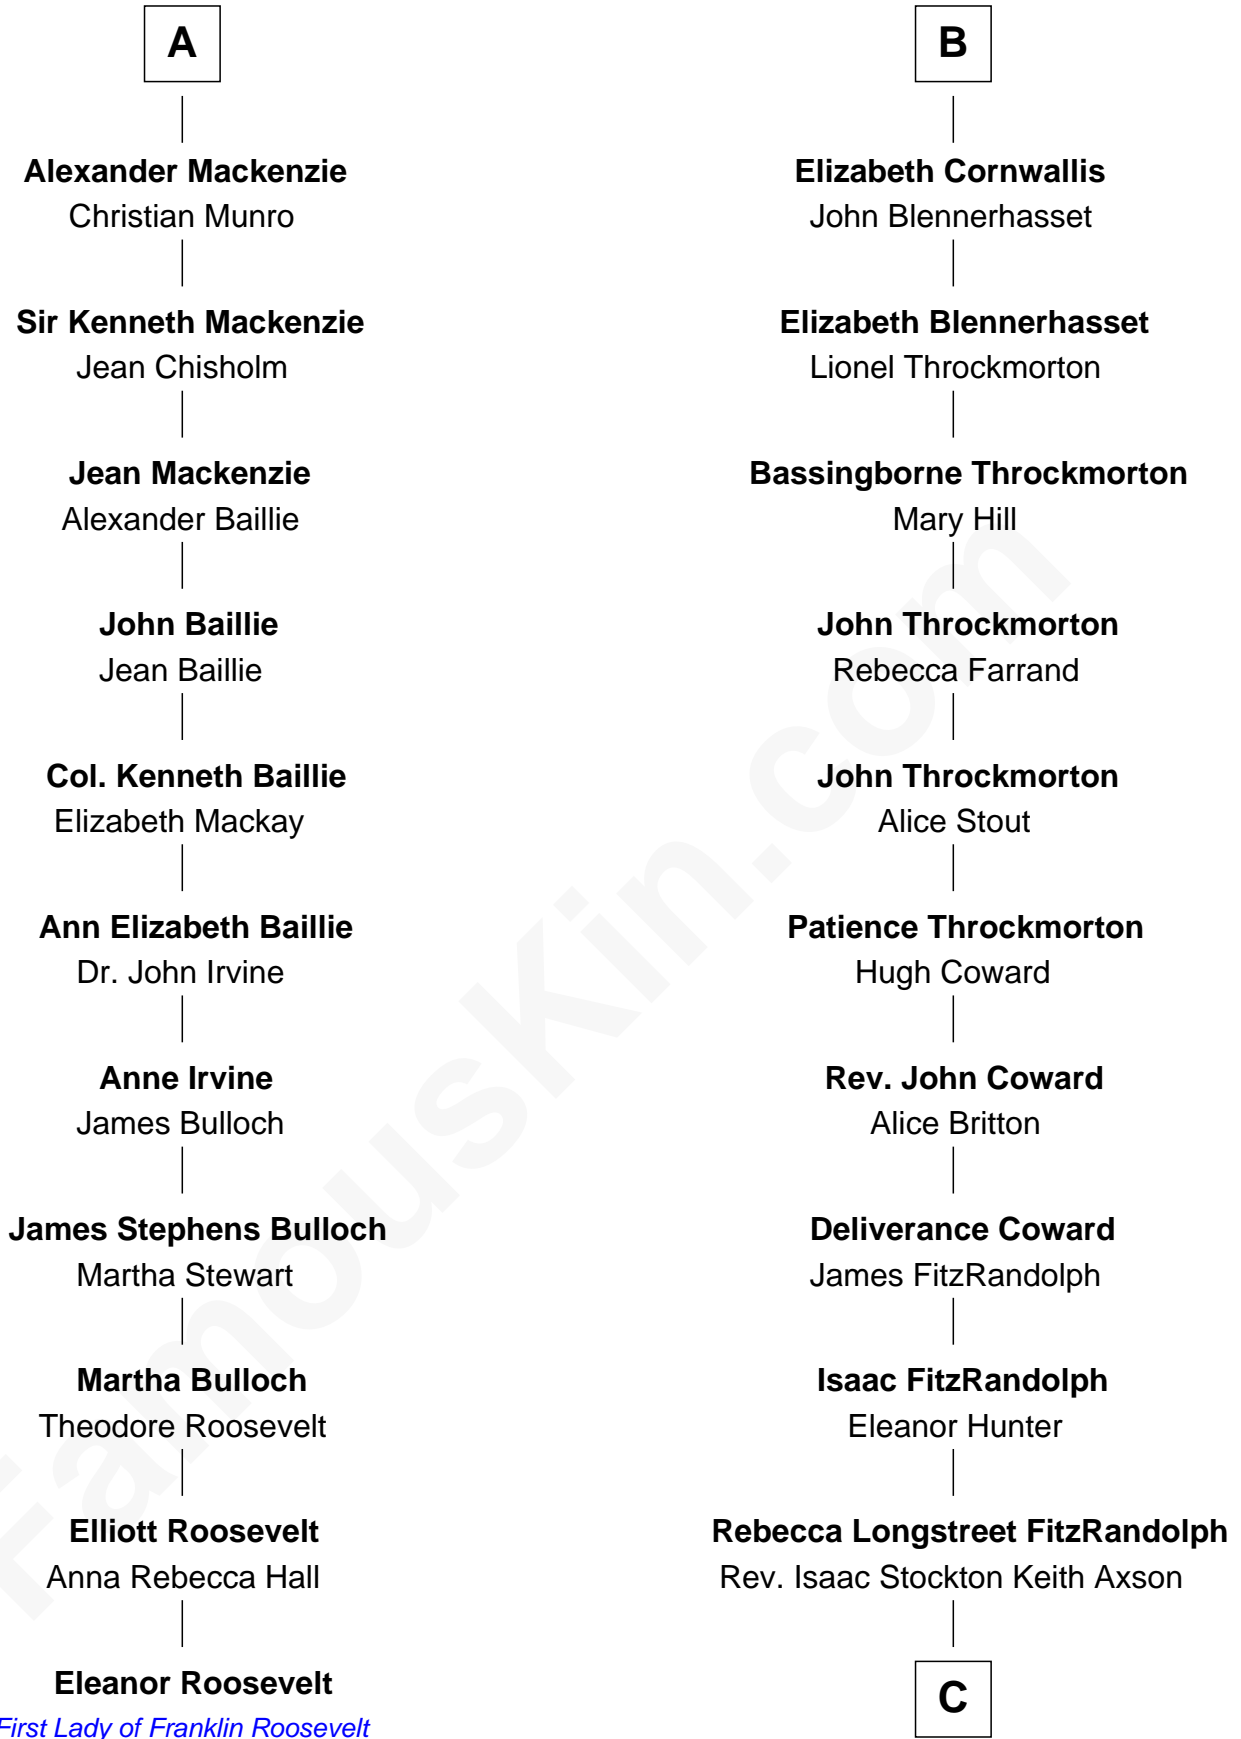 A
Alexander Mackenzie
Christian Munro
Sir Kenneth Mackenzie
Jean Chisholm
Jean Mackenzie
Alexander Baillie
John Baillie
Jean Baillie
Col. Kenneth Baillie
Elizabeth Mackay
Ann Elizabeth Baillie
Dr. John Irvine
Anne Irvine
James Bulloch
James Stephens Bulloch
Martha Stewart
Martha Bulloch
Theodore Roosevelt
Elliott Roosevelt
Anna Rebecca Hall
Eleanor Roosevelt
First Lady of Franklin Roosevelt
B
Elizabeth Cornwallis
John Blennerhasset
Elizabeth Blennerhasset
Lionel Throckmorton
Bassingborne Throckmorton
Mary Hill
John Throckmorton
Rebecca Farrand
John Throckmorton
Alice Stout
Patience Throckmorton
Hugh Coward
Rev. John Coward
Alice Britton
Deliverance Coward
James FitzRandolph
Isaac FitzRandolph
Eleanor Hunter
Rebecca Longstreet FitzRandolph
Rev. Isaac Stockton Keith Axson
C
FamousKin.com